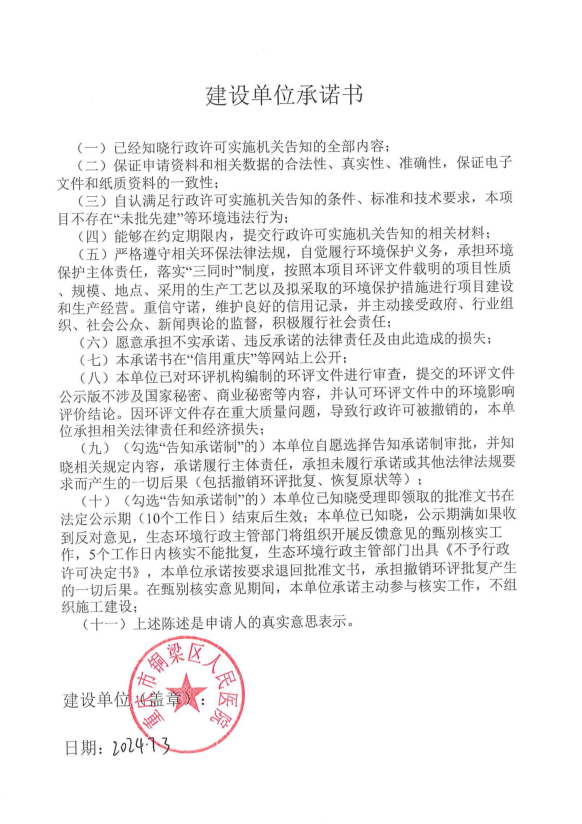 建设单位承诺书
（一）已经知晓行政许可实施机关告知的全部内容；
（二）保证申请资料和相关数据的合法性、真实性、准确性，保证电子
文件和纸质资料的一致性；
（三）自认满足行政许可实施机关告知的条件、标准和技术要求，本项
目不存在“未批先建”等环境违法行为；
（四）能够在约定期限内，提交行政许可实施机关告知的相关材料；
（五）严格遵守相关环保法律法规，自觉履行环境保护义务，承担环境
保护主体责任，落实“三同时”制度，按照本项目环评文件载明的项目性质
、规模、地点、采用的生产工艺以及拟采取的环境保护措施进行项目建设
和生产经营。重信守诺，维护良好的信用记录，并主动接受政府、行业组
织、社会公众、新闻舆论的监督，积极履行社会责任；
（六）愿意承担不实承诺、违反承诺的法律责任及由此造成的损失；
（七）本承诺书在“信用重庆”等网站上公开；
（八）本单位已对环评机构编制的环评文件进行审查，提交的环评文件
公示版不涉及国家秘密、商业秘密等内容，并认可环评文件中的环境影响
评价结论。因环评文件存在重大质量问题，导致行政许可被撤销的，本单
位承担相关法律责任和经济损失；
（九）（勾选“告知承诺制”的）本单位自愿选择告知承诺制审批，并知
晓相关规定内容，承诺履行主体责任，承担未履行承诺或其他法律法规要
求而产生的一切后果（包括撤销环评批复、恢复原状等）；
（十）（勾选“告知承诺制”的）本单位已知晓受理即领取的批准文书在
法定公示期（10个工作日）结束后生效；本单位已知晓，公示期满如果收
到反对意见，生态环境行政主管部门将组织开展反馈意见的甄别核实工
作，5个工作日内核实不能批复，生态环境行政主管部门出具《不予行政
许可决定书》，本单位承诺按要求退回批准文书，承担撤销环评批复产生
的一切后果。在甄别核实意见期间，本单位承诺主动参与核实工作，不组
织施工建设；
（十一）上述陈述是申请人的真实意思表示。
建设单位（盖章）：
重庆市铜梁区人民医院
日期：2024.7.3